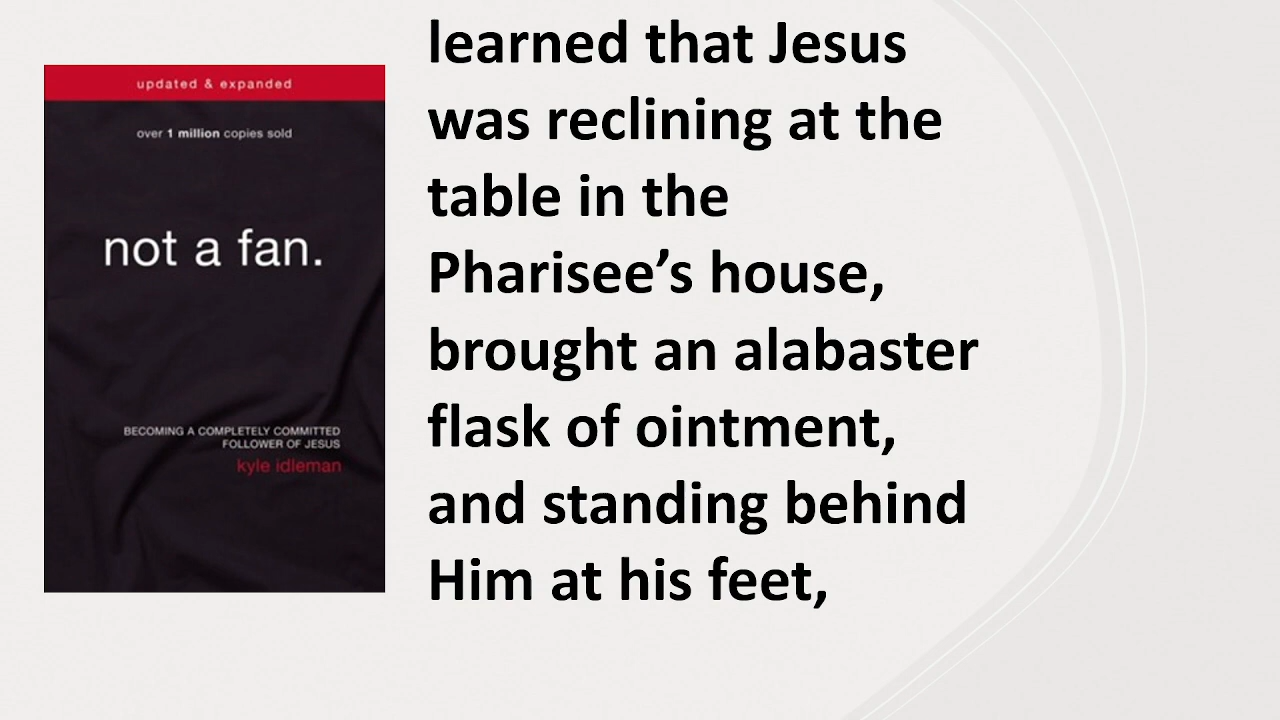 updated & expanded
over 1 million copies sold
not a fan.
BECOMING A COMPLETELY COMMITTED
FOLLOWER OF JESUS
kyle idleman
learned that Jesus
was reclining at the
table in the
Pharisee’s house,
brought an alabaster
flask of ointment,
and standing behind
Him at his feet,